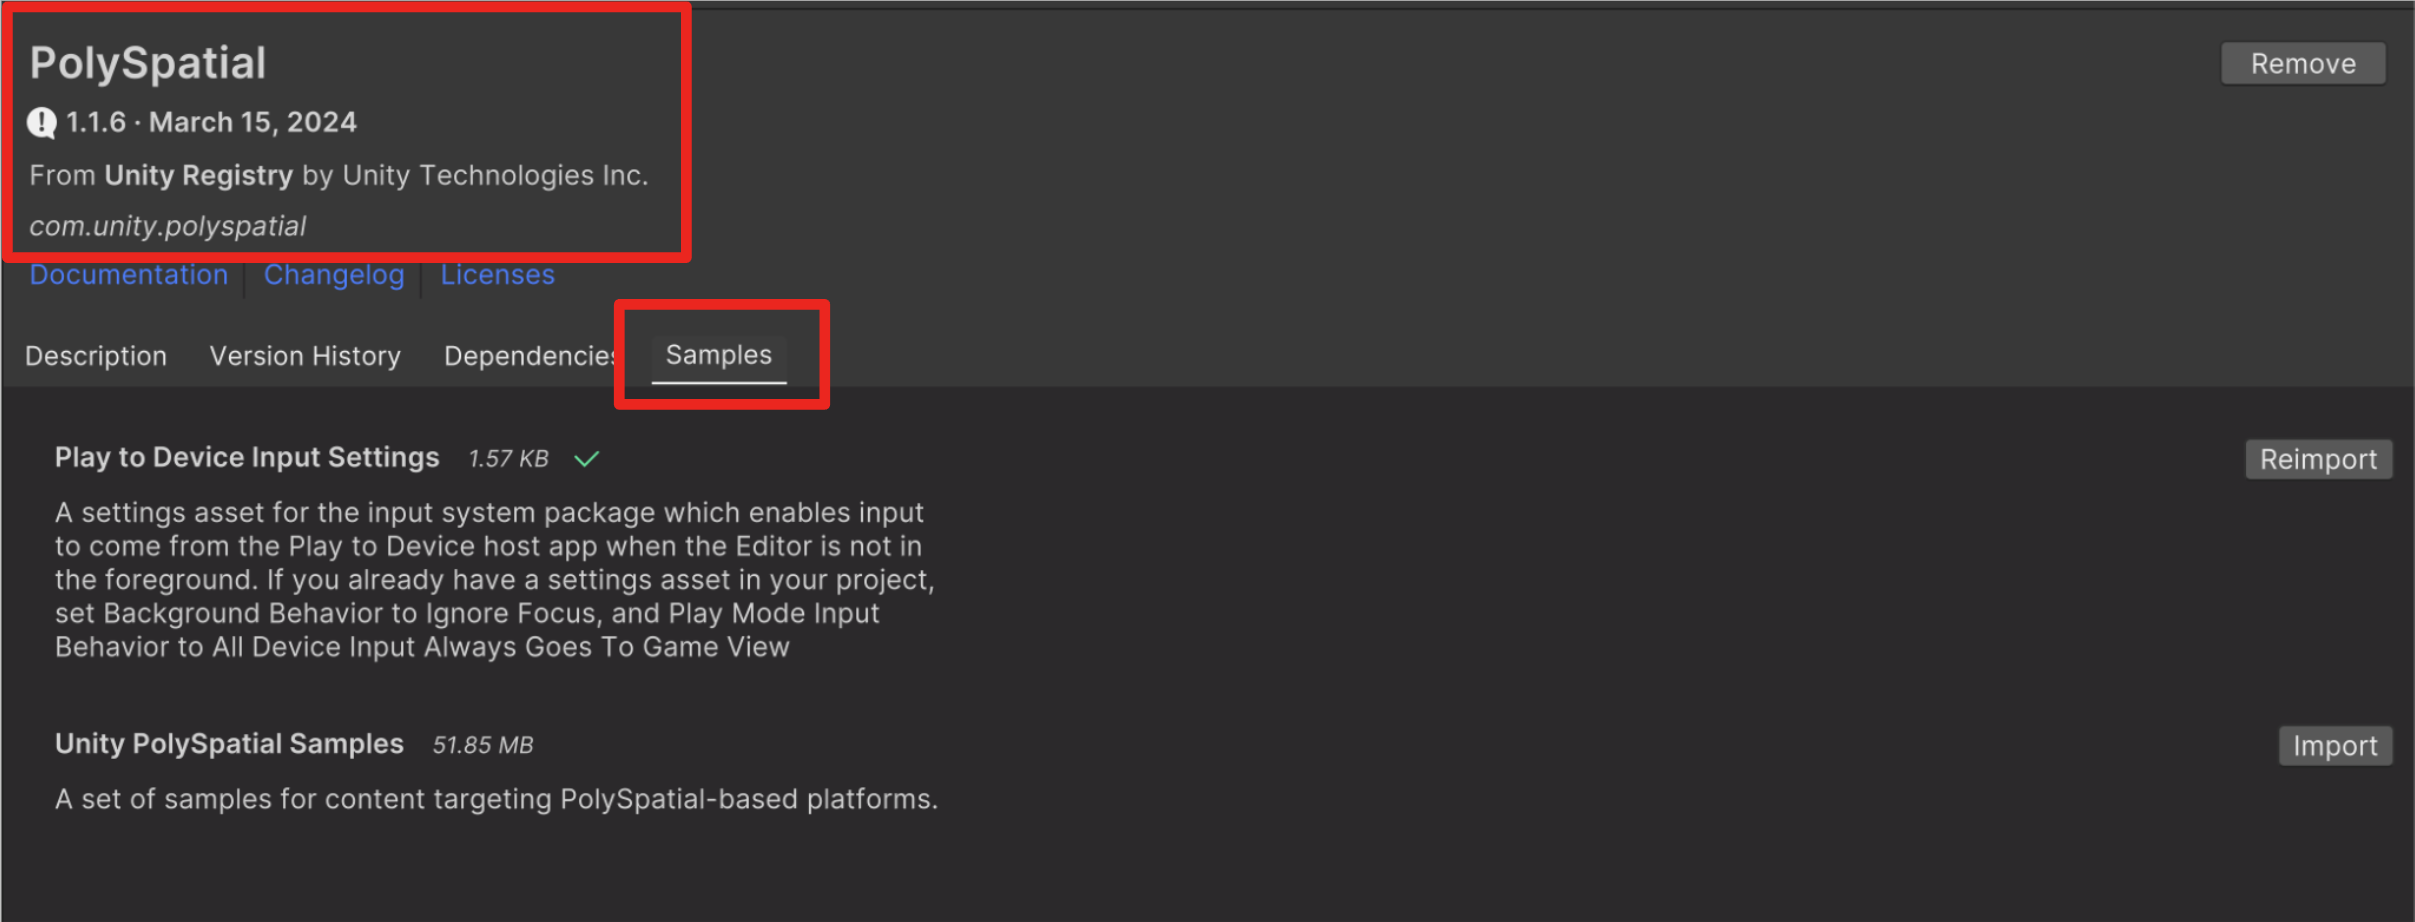 PolySpatial
Remove
1.1.6 · March 15, 2024
From Unity Registry by Unity Technologies Inc.
com.unity.polyspatial
Documentation Changelog Licenses
Description Version History Dependencies Samples
Play to Device Input Settings 1.57 KB
Reimport
A settings asset for the input system package which enables input
to come from the Play to Device host app when the Editor is not in
the foreground. If you already have a settings asset in your project,
set Background Behavior to Ignore Focus, and Play Mode Input
Behavior to All Device Input Always Goes To Game View
Unity PolySpatial Samples 51.85 MB
Import
A set of samples for content targeting PolySpatial-based platforms.